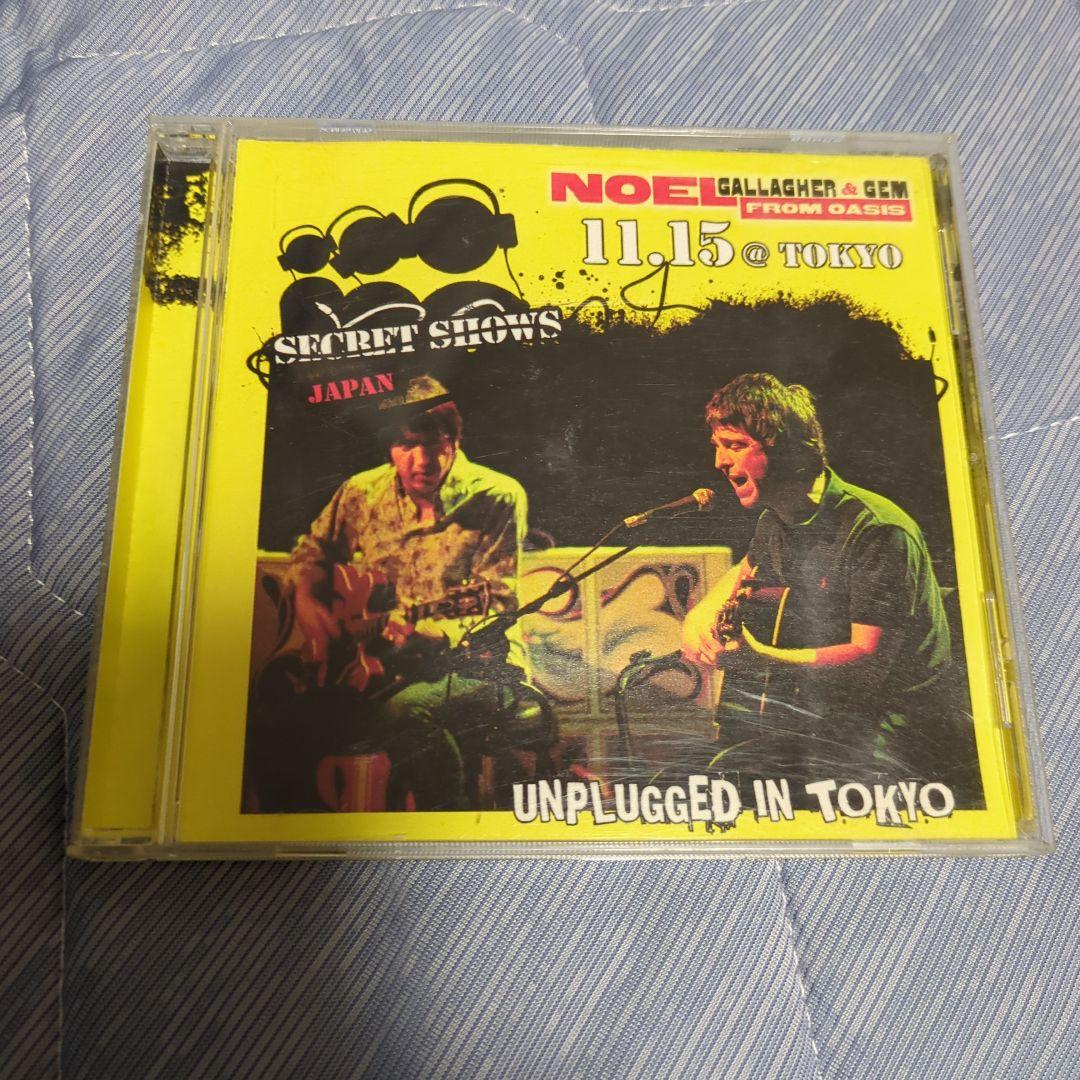 NOEL GALLAGHER & GEM
FROM OASIS
11.15 @ TOKYO
SECRET SHOWS
JAPAN
UNPLUGGED IN TOKYO